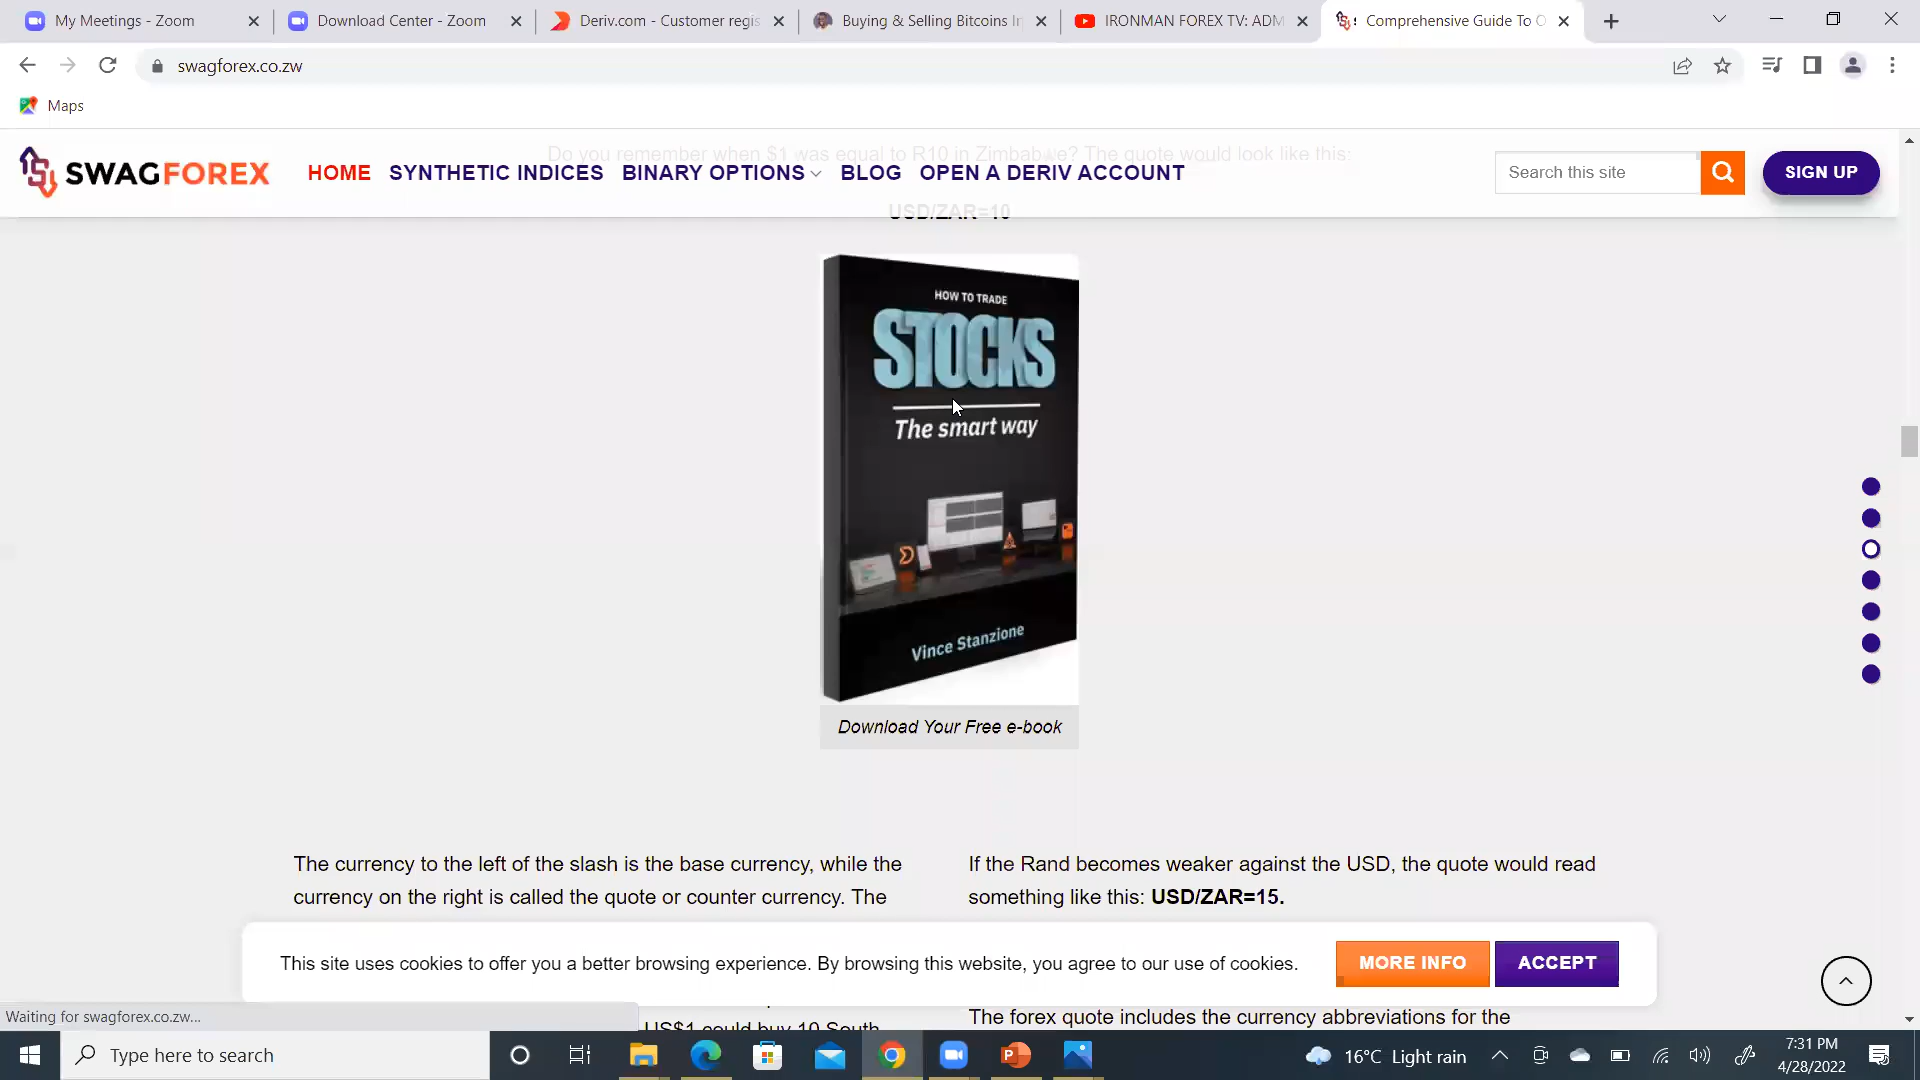 My Meetings - Zoom
Download Center - Zoom
Deriv.com - Customer regis
Buying & Selling Bitcoins In
IRONMAN FOREX TV: ADM
Comprehensive Guide To O
swagforex.co.zw
Maps
Do you remember when $1 was equal to R10 in Zimbabwe? The quote would look like this:
SWAGFOREX
HOME
SYNTHETIC INDICES
BINARY OPTIONS
BLOG
OPEN A DERIV ACCOUNT
Search this site
SIGN UP
USD/ZAR=10
HOW TO TRADE
STOCKS
The smart way
Vince Stanzione
Download Your Free e-book
The currency to the left of the slash is the base currency, while the
currency on the right is called the quote or counter currency. The
If the Rand becomes weaker against the USD, the quote would read
something like this: USD/ZAR=15.
This site uses cookies to offer you a better browsing experience. By browsing this website, you agree to our use of cookies.
MORE INFO
ACCEPT
Waiting for swagforex.co.zw...
US$1 could buy 10 South
The forex quote includes the currency abbreviations for the
Type here to search
16°C Light rain
7:31 PM
4/28/2022